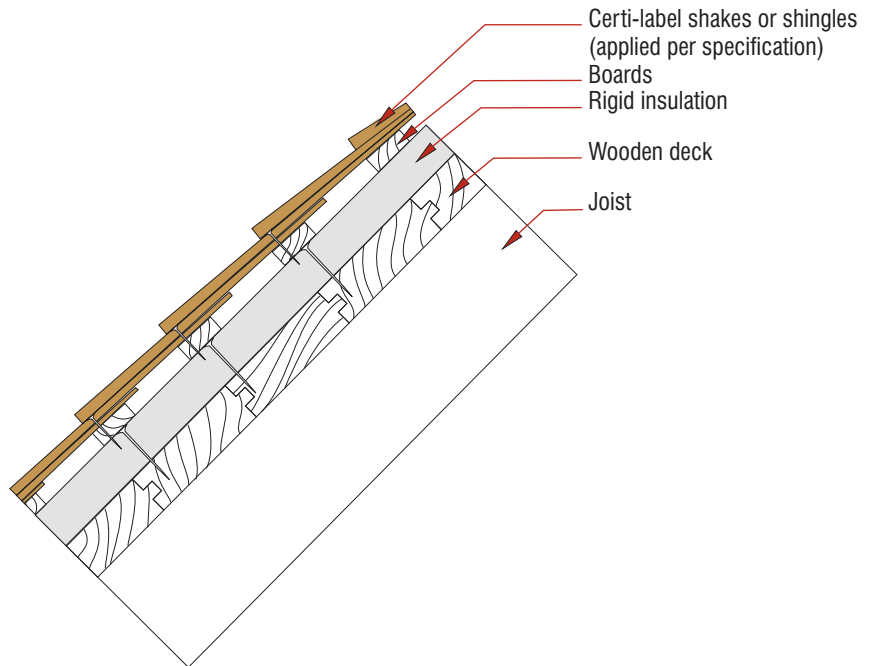 Certi-label shakes or shingles
(applied per specification)
Boards
Rigid insulation
Wooden deck
Joist